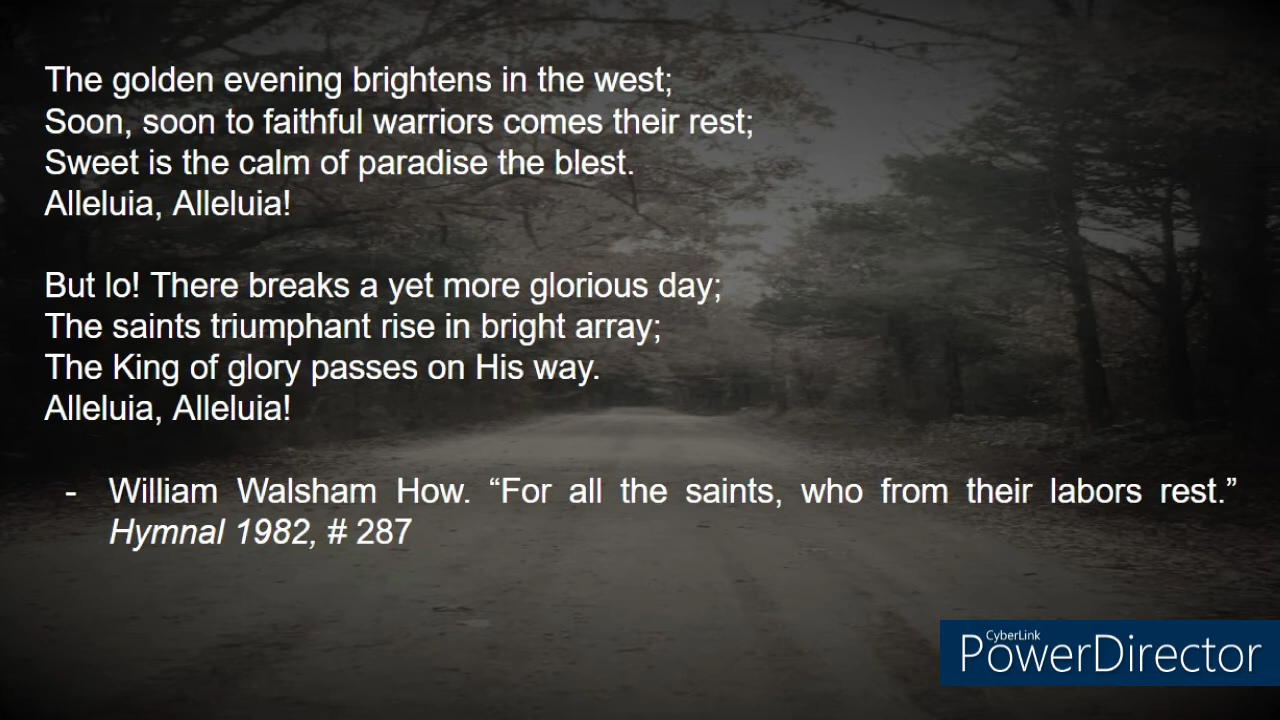 The golden evening brightens in the west;
Soon, soon to faithful warriors comes their rest;
Sweet is the calm of paradise the blest.
Alleluia, Alleluia!
But lo! There breaks a yet more glorious day;
The saints triumphant rise in bright array;
The King of glory passes on His way.
Alleluia, Alleluia!
- William Walsham How. “For all the saints, who from their labors rest.”
Hymnal 1982, # 287
CyberLink
PowerDirector